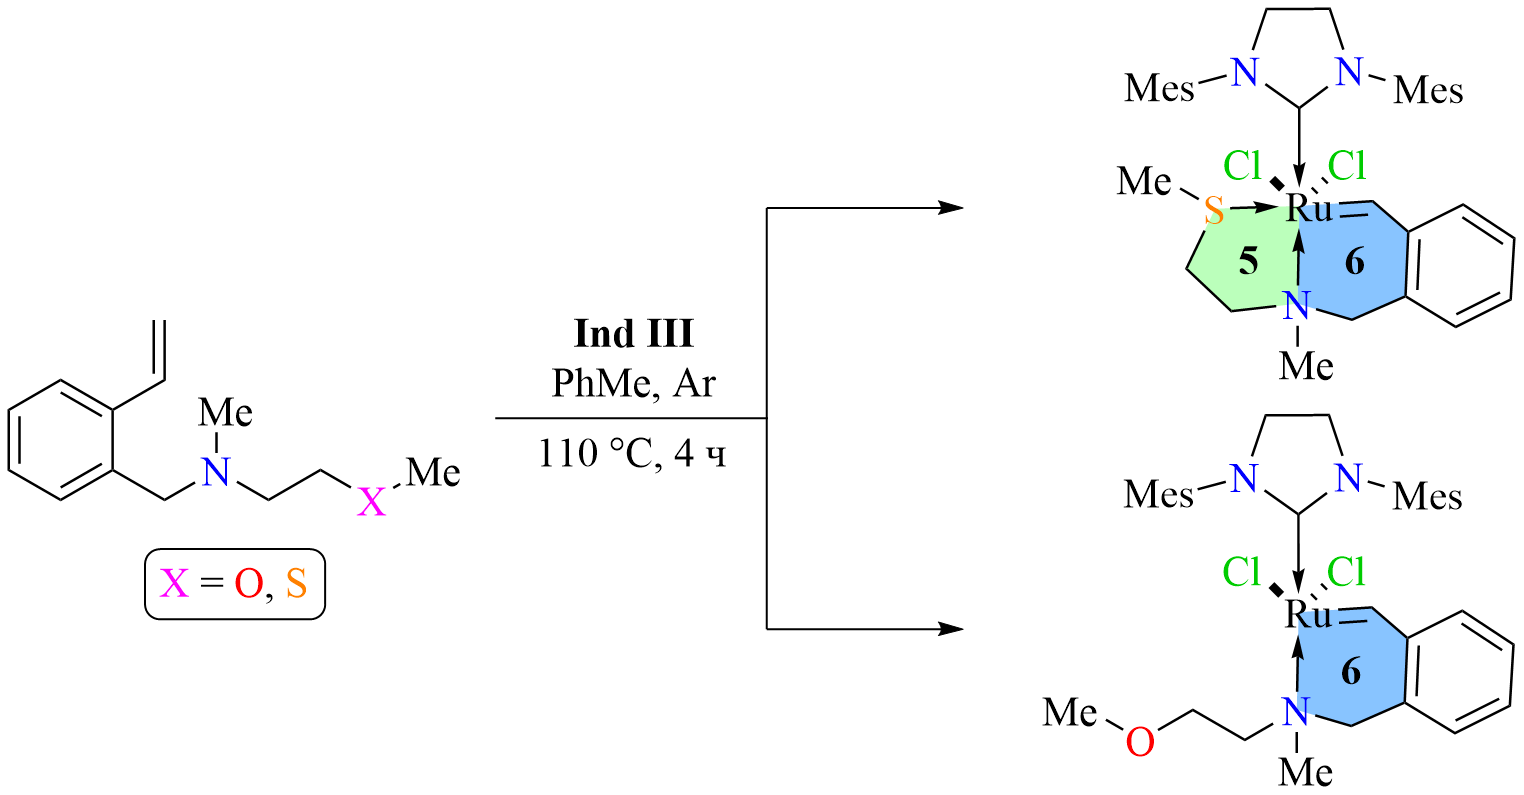 N N
Mes Mes
Cl Cl
Me
S Ru
5 6
N
Me
Ind III
PhMe, Ar
110 °C, 4 ч
Me
N Me
X
X = O, S
N N
Mes Mes
Cl Cl
Ru
6
Me N
O
Me